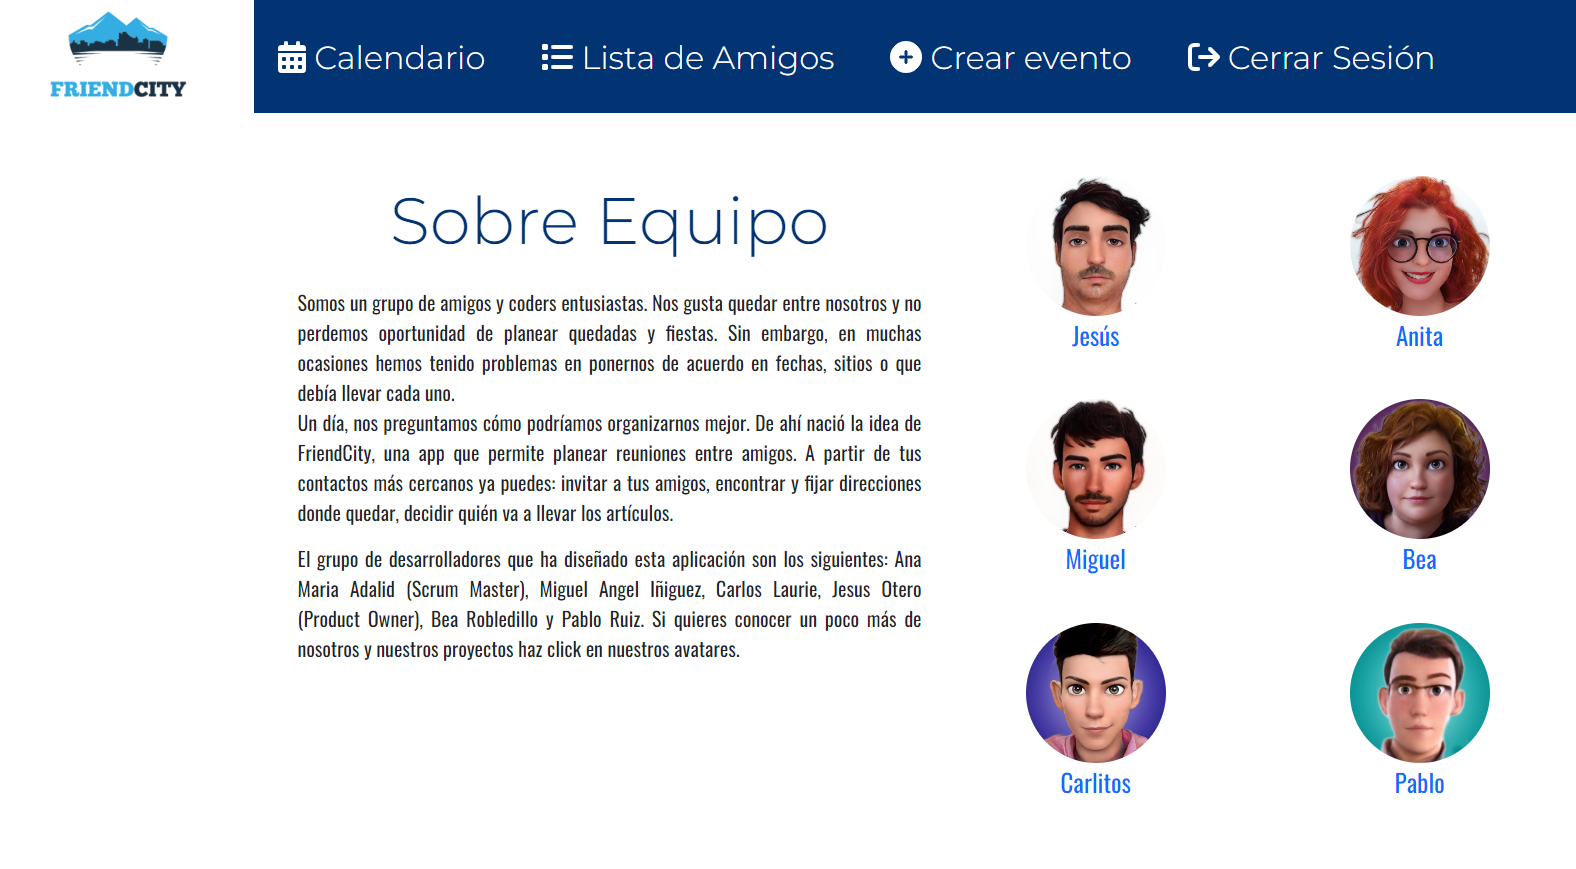 FRIENDCITY
Calendario
Lista de Amigos
Crear evento
Cerrar Sesión
Sobre Equipo
Somos un grupo de amigos y coders entusiastas. Nos gusta quedar entre nosotros y no
perdemos oportunidad de planear quedadas y fiestas. Sin embargo, en muchas
ocasiones hemos tenido problemas en ponernos de acuerdo en fechas, sitios o que
debía llevar cada uno.
Un día, nos preguntamos cómo podríamos organizarnos mejor. De ahí nació la idea de
FriendCity, una app que permite planear reuniones entre amigos. A partir de tus
contactos más cercanos ya puedes: invitar a tus amigos, encontrar y fijar direcciones
donde quedar, decidir quién va a llevar los artículos.
El grupo de desarrolladores que ha diseñado esta aplicación son los siguientes: Ana
Maria Adalid (Scrum Master), Miguel Angel Iñiguez, Carlos Laurie, Jesus Otero
(Product Owner), Bea Robledillo y Pablo Ruiz. Si quieres conocer un poco más de
nosotros y nuestros proyectos haz click en nuestros avatares.
Jesús
Anita
Miguel
Bea
Carlitos
Pablo